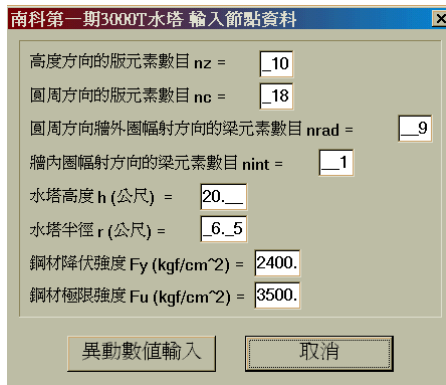 南科第一期3000T水塔 輸入節點資料
高度方向的版元素數目 nz = _10
圓周方向的版元素數目 nc = _18
圓周方向牆外圍幅射方向的梁元素數目 nrad = __9
牆內圍幅射方向的梁元素數目 nint = __1
水塔高度 h (公尺) = 20.__
水塔半徑 r (公尺) = _6._5
鋼材降伏強度 Fy (kgf/cm^2) = 2400.
鋼材極限強度 Fu (kgf/cm^2) = 3500.
異動數值輸入 取消